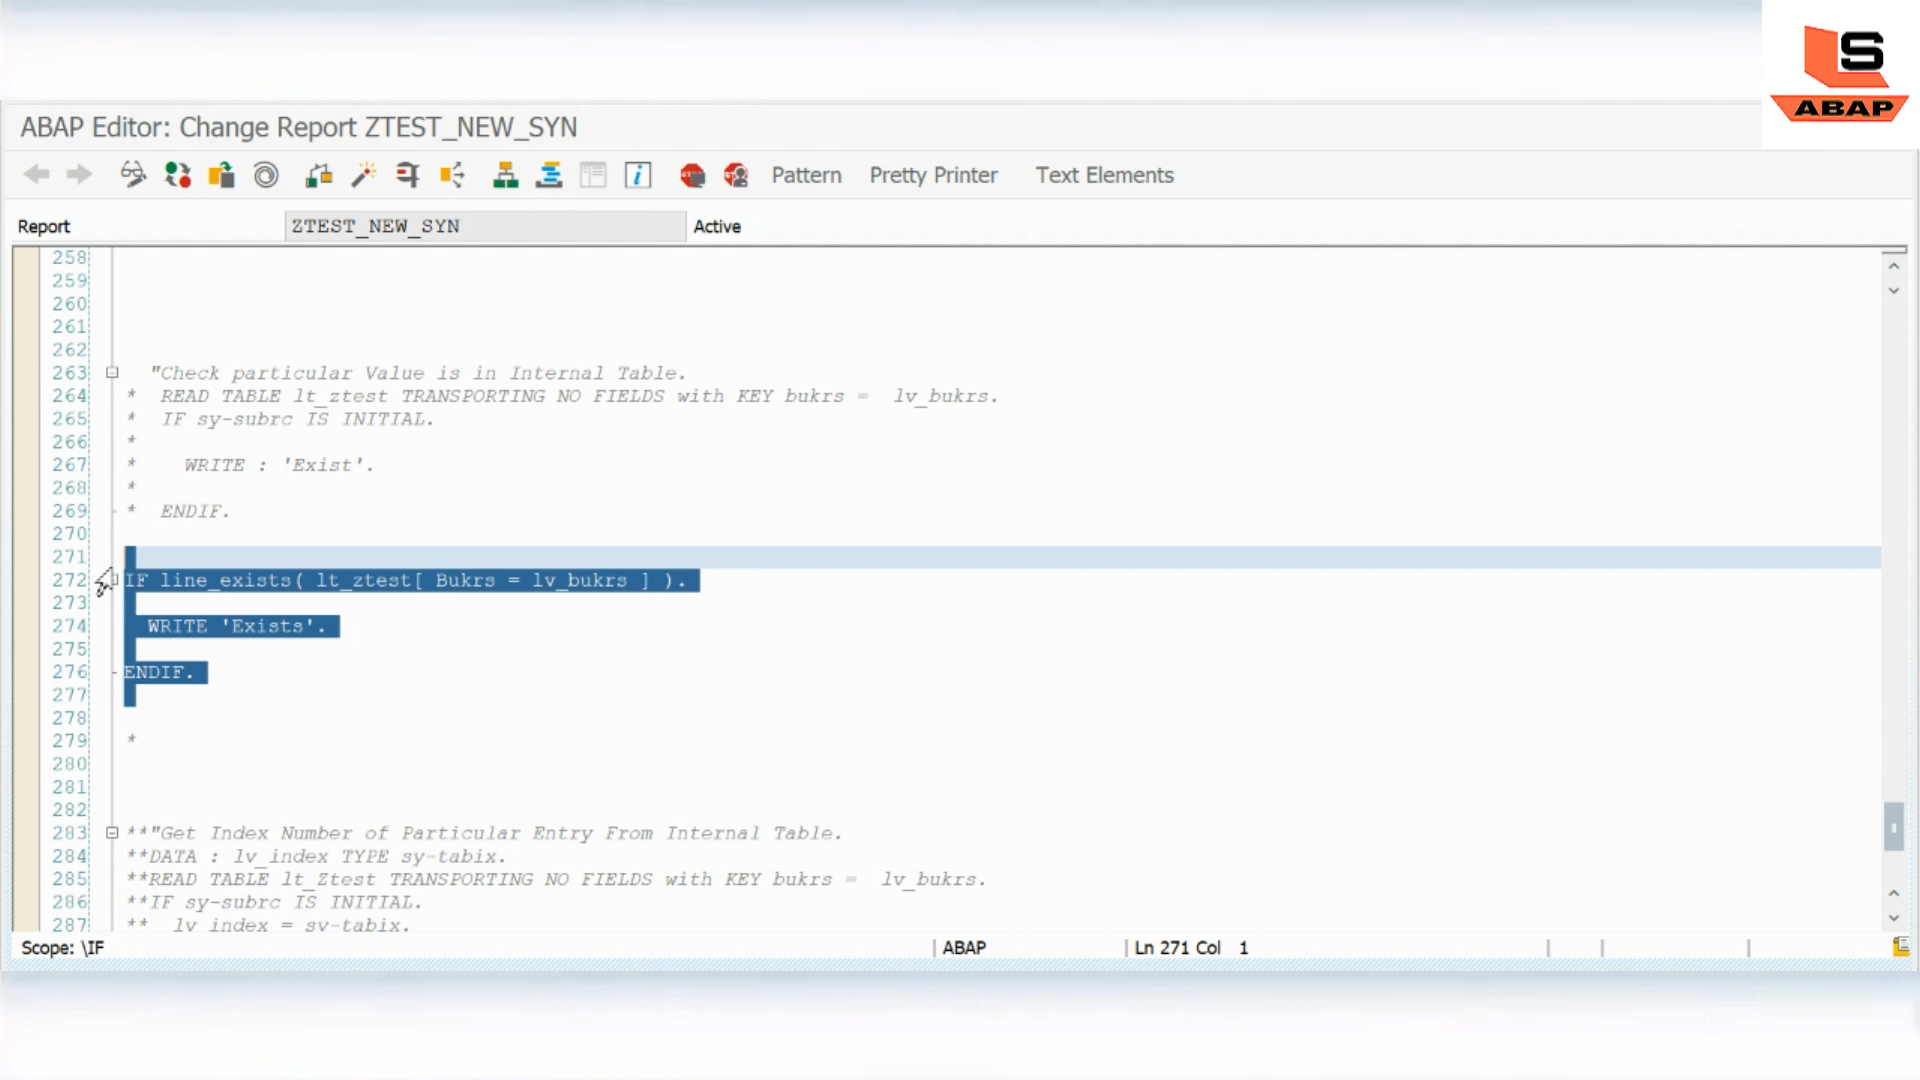 S
ABAP
ABAP Editor: Change Report ZTEST_NEW_SYN
Pattern Pretty Printer Text Elements
Report ZTEST_NEW_SYN Active
258
259
260
261
262
263 "Check particular Value is in Internal Table.
264 * READ TABLE lt_ztest TRANSPORTING NO FIELDS with KEY bukrs = lv_bukrs.
265 * IF sy-subrc IS INITIAL.
266 *
267 * WRITE : 'Exist'.
268 *
269 * ENDIF.
270
271
272 IF line_exists( lt_ztest[ Bukrs = lv_bukrs ] ).
273
274 WRITE 'Exists'.
275
276 ENDIF.
277
278
279 *
280
281
282
283 **"Get Index Number of Particular Entry From Internal Table.
284 **DATA : lv_index TYPE sy-tabix.
285 **READ TABLE lt_Ztest TRANSPORTING NO FIELDS with KEY bukrs = lv_bukrs.
286 **IF sy-subrc IS INITIAL.
287 ** lv_index = sy-tabix.
Scope: \IF ABAP Ln 271 Col 1